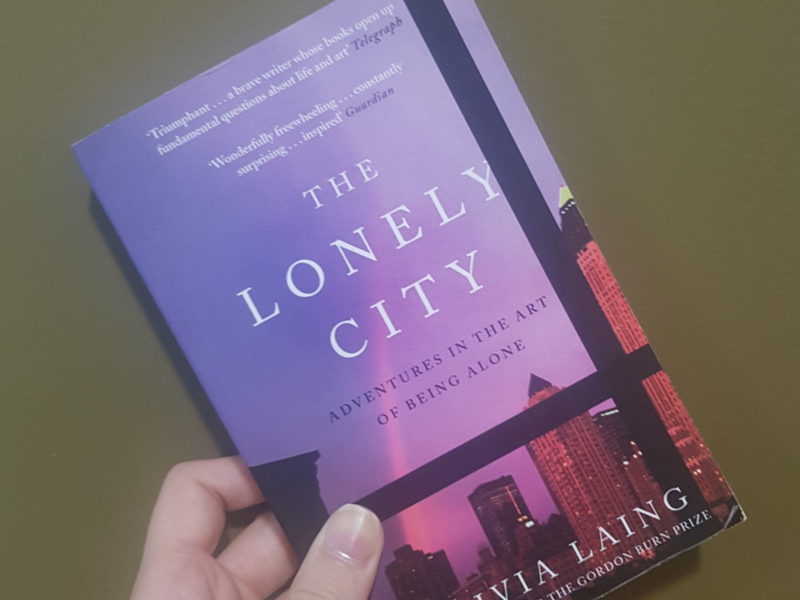 'Triumphant . . . a brave writer whose books open up
fundamental questions about life and art' Telegraph
'Wonderfully freewheeling . . . constantly
surprising . . . inspired' Guardian
THE
LONELY
CITY
ADVENTURES IN THE ART
OF BEING ALONE
IVIA LAING
THE GORDON BURN PRIZE